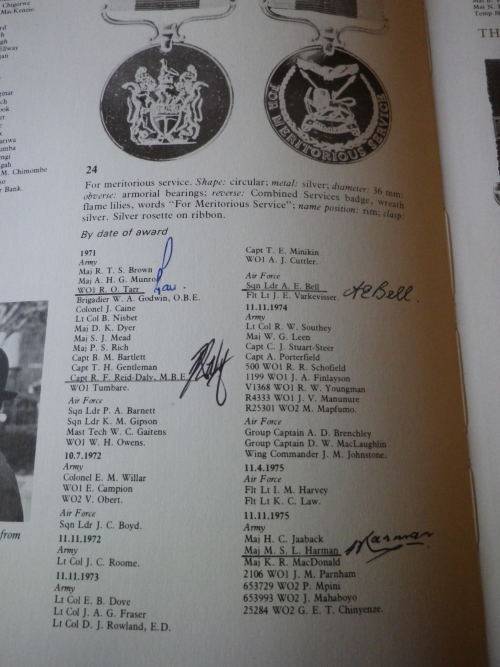 Chigorwe
MacKenzie
M. Chimombe
Bank.
from
TH
FOR MERITORIOUS SERVICE
24
For meritorious service. Shape: circular; metal: silver; diameter: 36 mm;
obverse: armorial bearings; reverse: Combined Services badge, wreath
flame lilies, words "For Meritorious Service"; name position: rim; clasp:
silver. Silver rosette on ribbon.
By date of award
1971
Army
Maj R. T. S. Brown
Maj A. H. G. Munro
WO1 R. O. Tarr
Brigadier W. A. Godwin, O.B.E.
Colonel J. Caine
Lt Col B. Nisbet
Maj D. K. Dyer
Maj S. J. Mead
Maj P. S. Rich
Capt B. M. Bartlett
Capt T. H. Gentleman
Capt R. F. Reid-Daly, M.B.E.
WO1 Tumbare.
Air Force
Sqn Ldr P. A. Barnett
Sqn Ldr K. M. Gipson
Mast Tech W. C. Gaitens
WO1 W. H. Owens.
10.7.1972
Army
Colonel E. M. Willar
WO1 E. Campion
WO2 V. Obert.
Air Force
Sqn Ldr J. C. Boyd.
11.11.1972
Army
Lt Col J. C. Roome.
11.11.1973
Army
Lt Col E. B. Dove
Lt Col J. A. G. Fraser
Lt Col D. J. Rowland, E.D.
Capt T. E. Minikin
WO1 A. J. Cuttler.
Air Force
Sqn Ldr A. E. Bell
Flt Lt J. E. Varkevisser.
AEBell.
11.11.1974
Army
Lt Col R. W. Southey
Maj W. G. Leen
Capt C. J. Stuart-Steer
Capt A. Porterfield
500 WO1 R. R. Schofield
1199 WO1 J. A. Finlayson
V1368 WO1 R. W. Youngman
R4333 WO1 J. V. Manunure
R25301 WO2 M. Mapfumo.
Air Force
Group Captain A. D. Brenchley
Group Captain D. W. MacLaughlin
Wing Commander J. M. Johnstone.
11.4.1975
Air Force
Flt Lt I. M. Harvey
Flt Lt K. C. Law.
11.11.1975
Army
Maj H. C. Jaaback
Maj M. S. L. Harman
Maj K. R. MacDonald
2106 WO1 J. M. Parnham
653729 WO2 P. Mpini
653993 WO2 J. Mahaboyo
25284 WO2 G. E. T. Chinyenze.